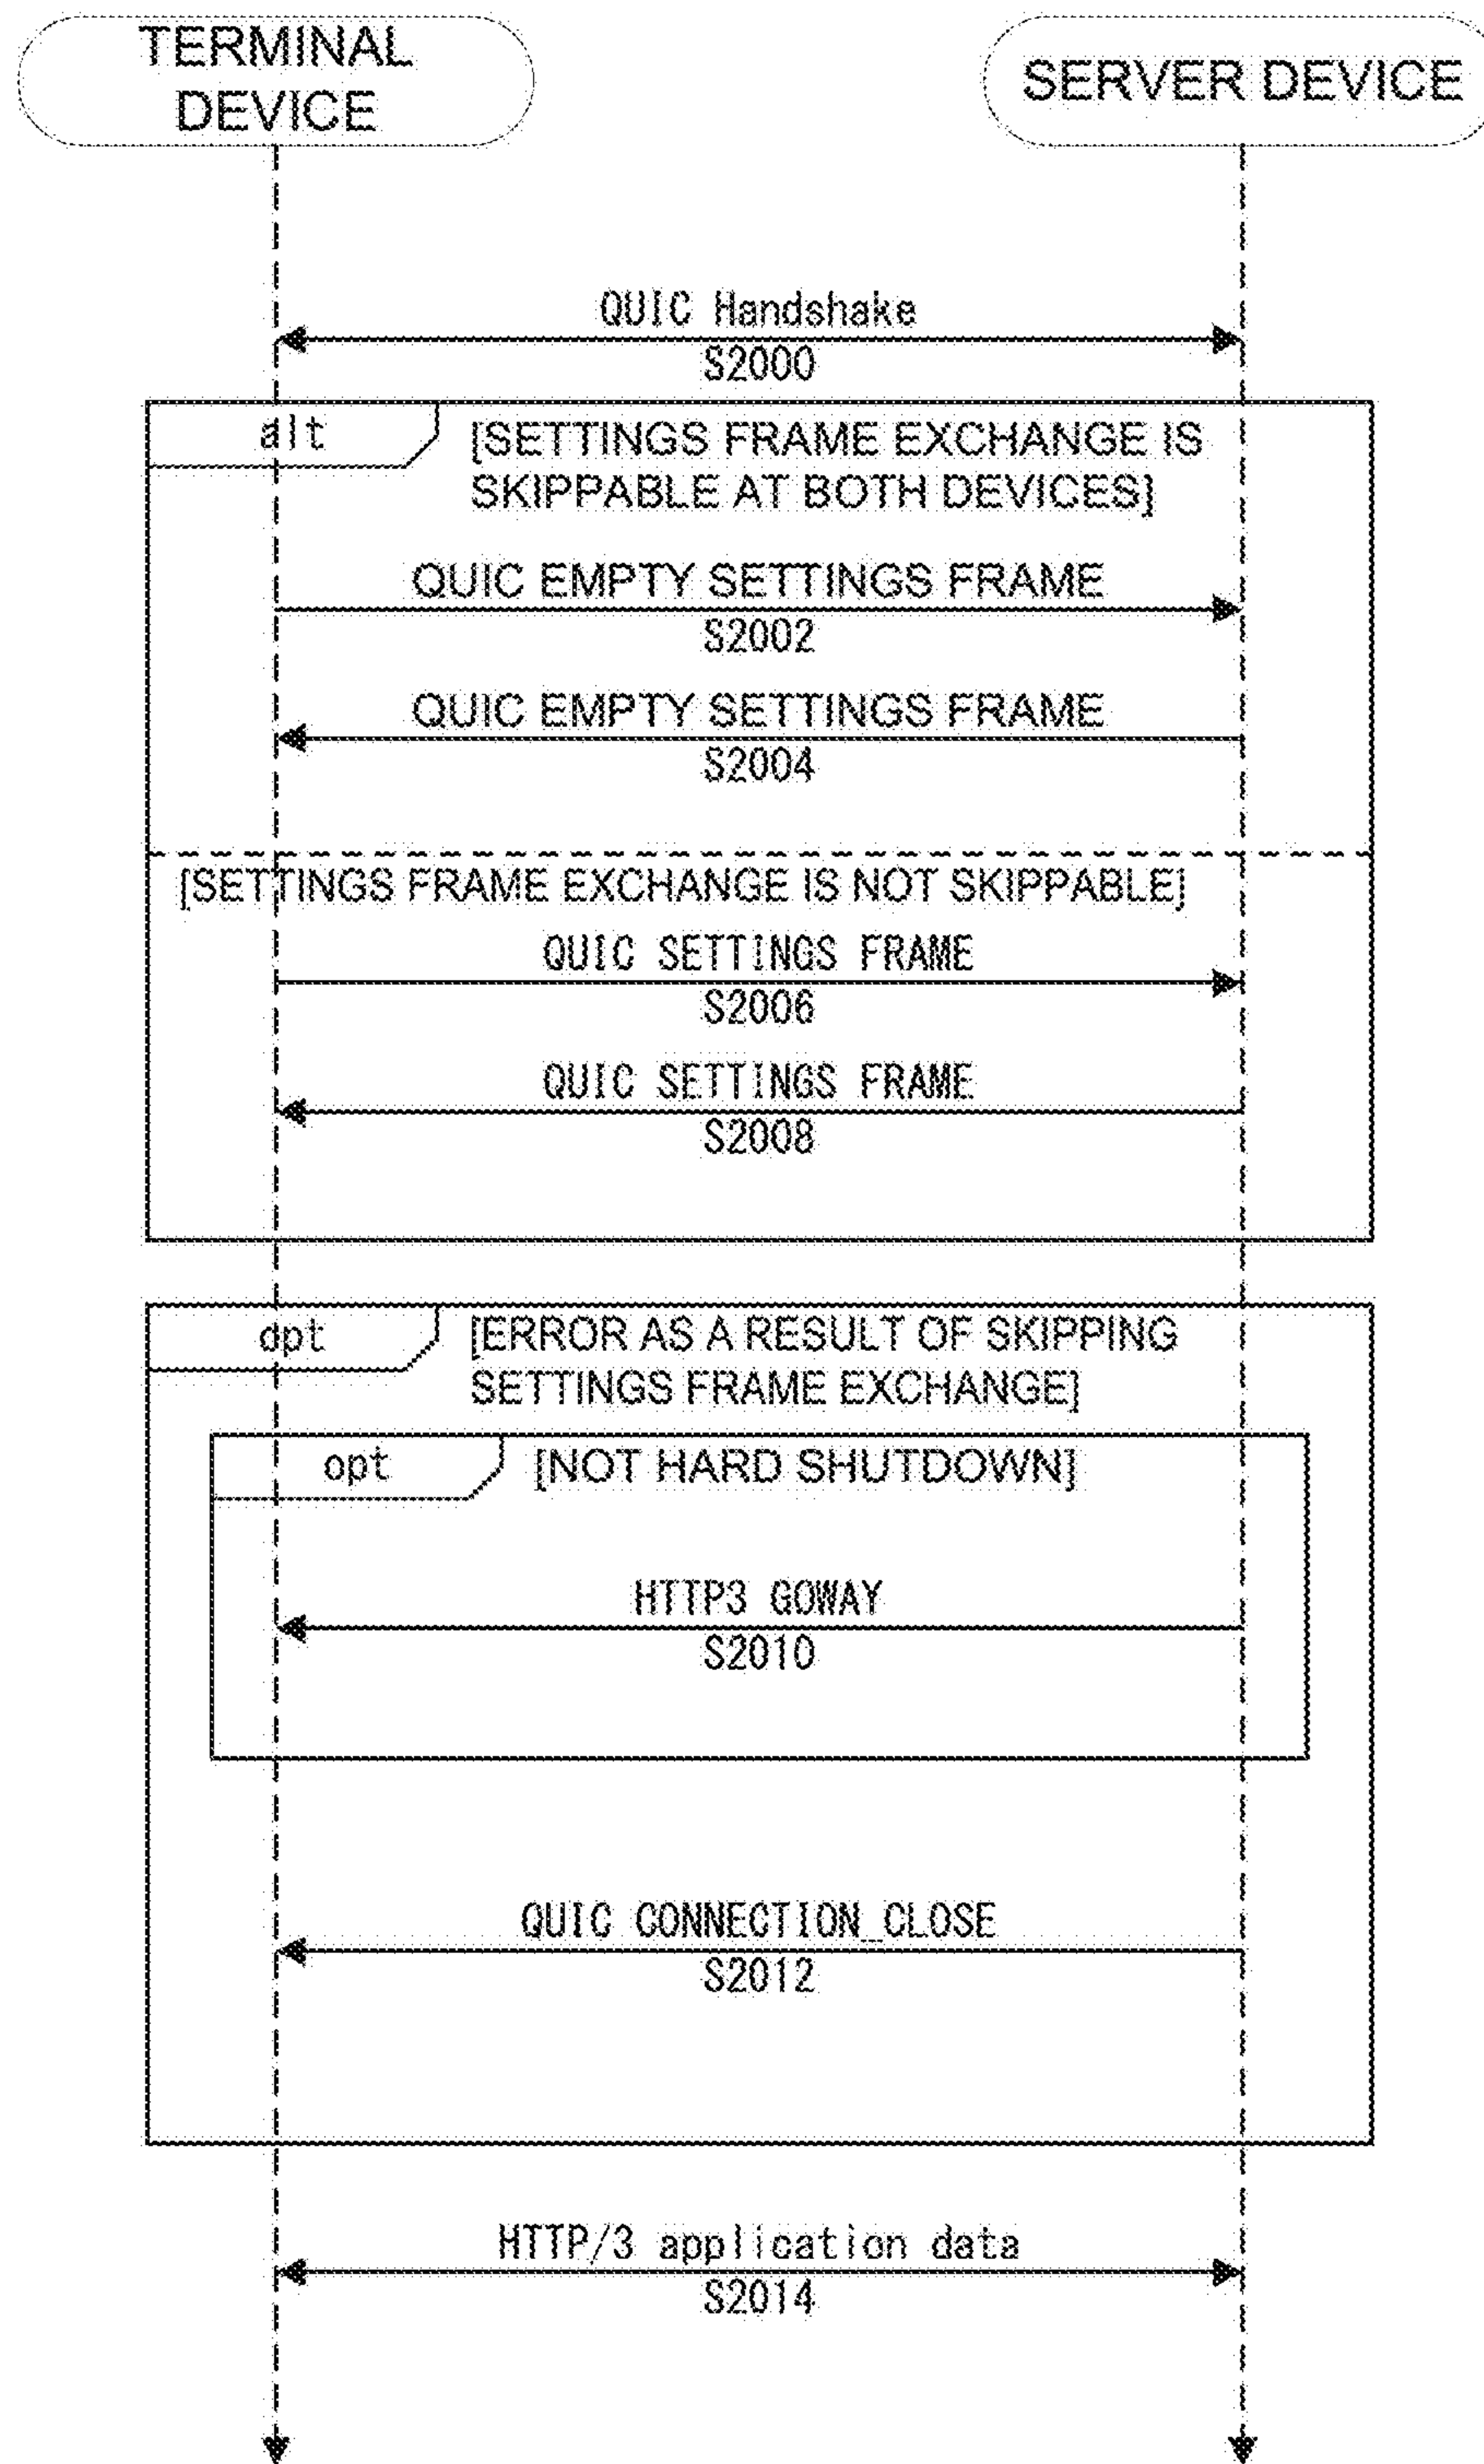 TERMINAL
DEVICE
SERVER DEVICE
QUIC Handshake
S2000
alt
[SETTINGS FRAME EXCHANGE IS
SKIPPABLE AT BOTH DEVICES]
QUIC EMPTY SETTINGS FRAME
S2002
QUIC EMPTY SETTINGS FRAME
S2004
[SETTINGS FRAME EXCHANGE IS NOT SKIPPABLE]
QUIC SETTINGS FRAME
S2006
QUIC SETTINGS FRAME
S2008
opt
[ERROR AS A RESULT OF SKIPPING
SETTINGS FRAME EXCHANGE]
opt
[NOT HARD SHUTDOWN]
HTTP3 GOWAY
S2010
QUIC CONNECTION_CLOSE
S2012
HTTP/3 application data
S2014